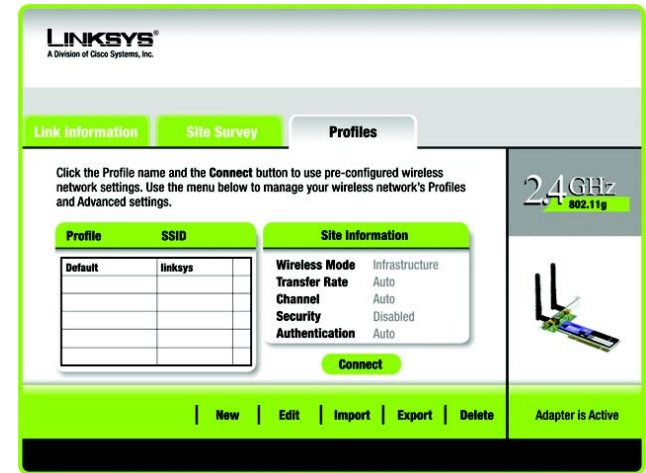 LINKSYS®
A Division of Cisco Systems, Inc.
Link Information
Site Survey
Profiles
Click the Profile name and the Connect button to use pre-configured wireless
network settings. Use the menu below to manage your wireless network's Profiles
and Advanced settings.
2.4GHz
802.11g
Profile SSID
Default linksys
Site Information
Wireless Mode Infrastructure
Transfer Rate Auto
Channel Auto
Security Disabled
Authentication Auto
Connect
New | Edit | Import | Export | Delete
Adapter is Active